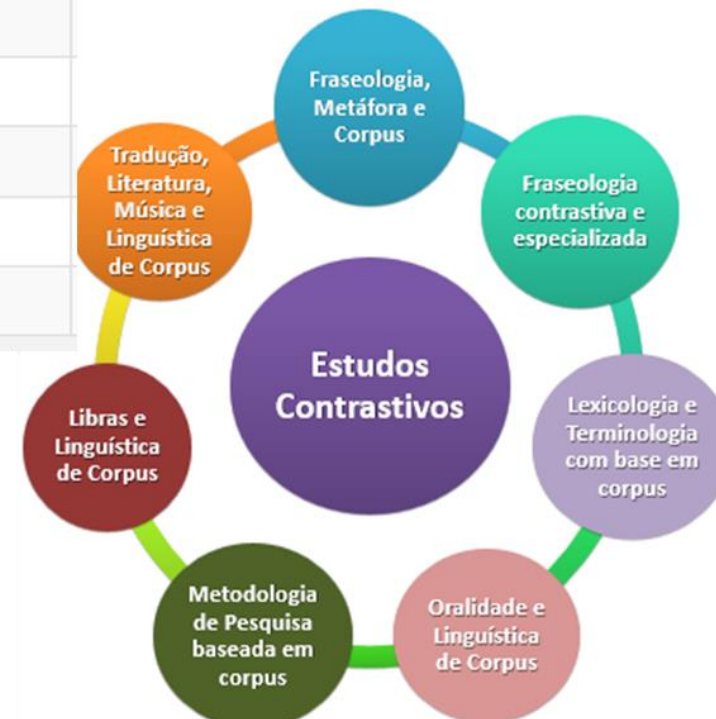 Fraseologia,
Metáfora e
Corpus
Fraseologia
contrastiva e
especializada
Lexicologia e
Terminologia
com base em
corpus
Oralidade e
Linguística
de Corpus
Metodologia
de Pesquisa
baseada em
corpus
Libras e
Linguística
de Corpus
Tradução,
Literatura,
Música e
Linguística
de Corpus
Estudos
Contrastivos